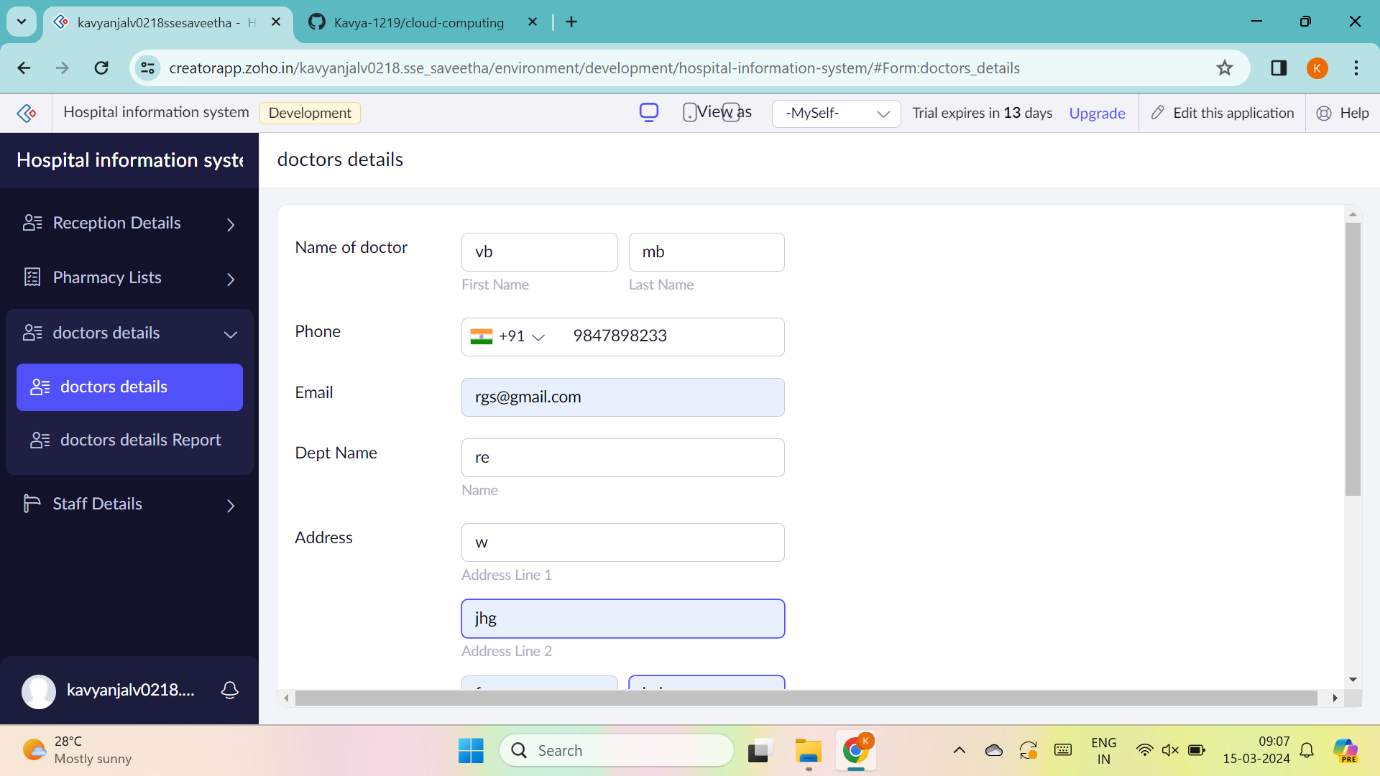 kavyanjalv0218ssesaveetha - H
Kavya-1219/cloud-computing
creatorapp.zoho.in/kavyanjalv0218.sse_saveetha/environment/development/hospital-information-system/#Form:doctors_details
K
Hospital information system
Development
View as
-MySelf-
Trial expires in 13 days
Upgrade
Edit this application
Help
Hospital information syste
Reception Details
Pharmacy Lists
doctors details
doctors details
doctors details Report
Staff Details
kavyanjalv0218....
doctors details
Name of doctor
vb
mb
First Name
Last Name
Phone
+91
9847898233
Email
rgs@gmail.com
Dept Name
re
Name
Address
w
Address Line 1
jhg
Address Line 2
28°C
Mostly sunny
Search
K
ENG
IN
09:07
15-03-2024
PRE